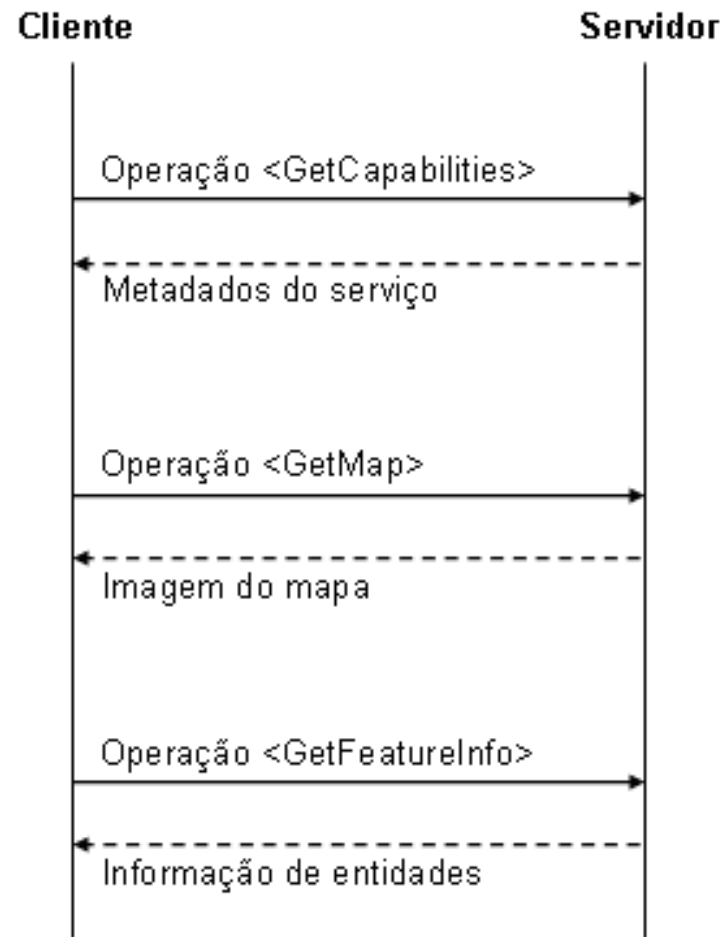 Cliente
Servidor
Operação <GetCapabilities>
Metadados do serviço
Operação <GetMap>
Imagem do mapa
Operação <GetFeatureInfo>
Informação de entidades